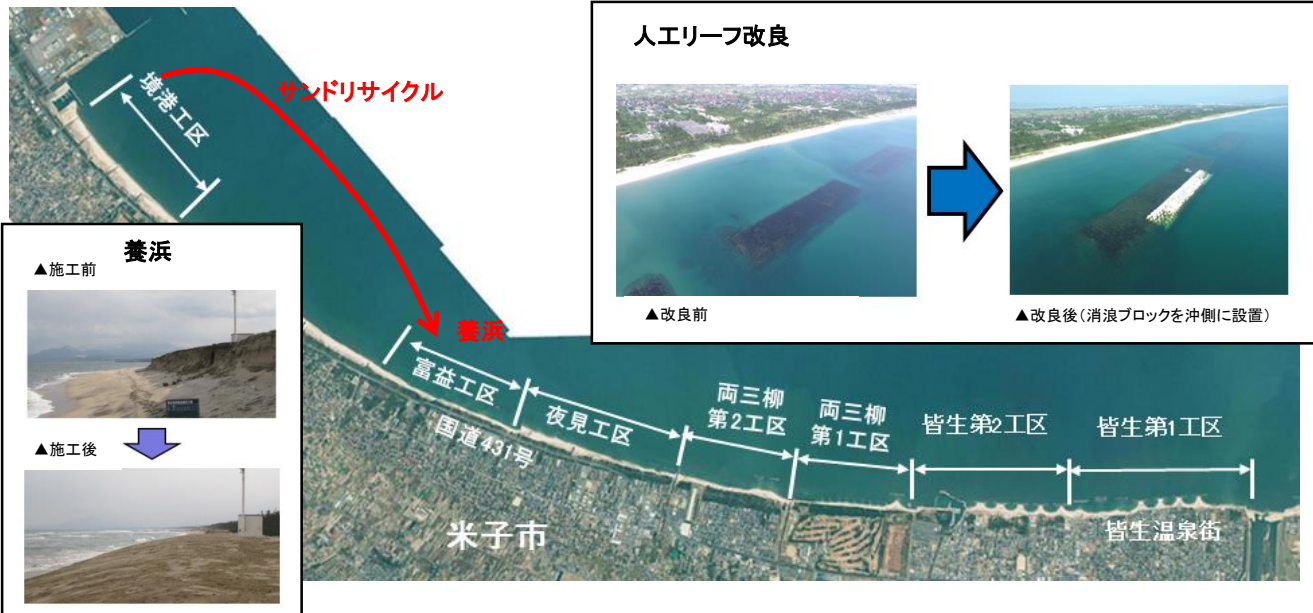 人工リーフ改良
▲改良前
▲改良後(消浪ブロックを沖側に設置)
境港工区
サンドリサイクル
養浜
▲施工前
▲施工後
養浜
富益工区
夜見工区
両三柳
第2工区
両三柳
第1工区
皆生第2工区
皆生第1工区
国道431号
米子市
皆生温泉街